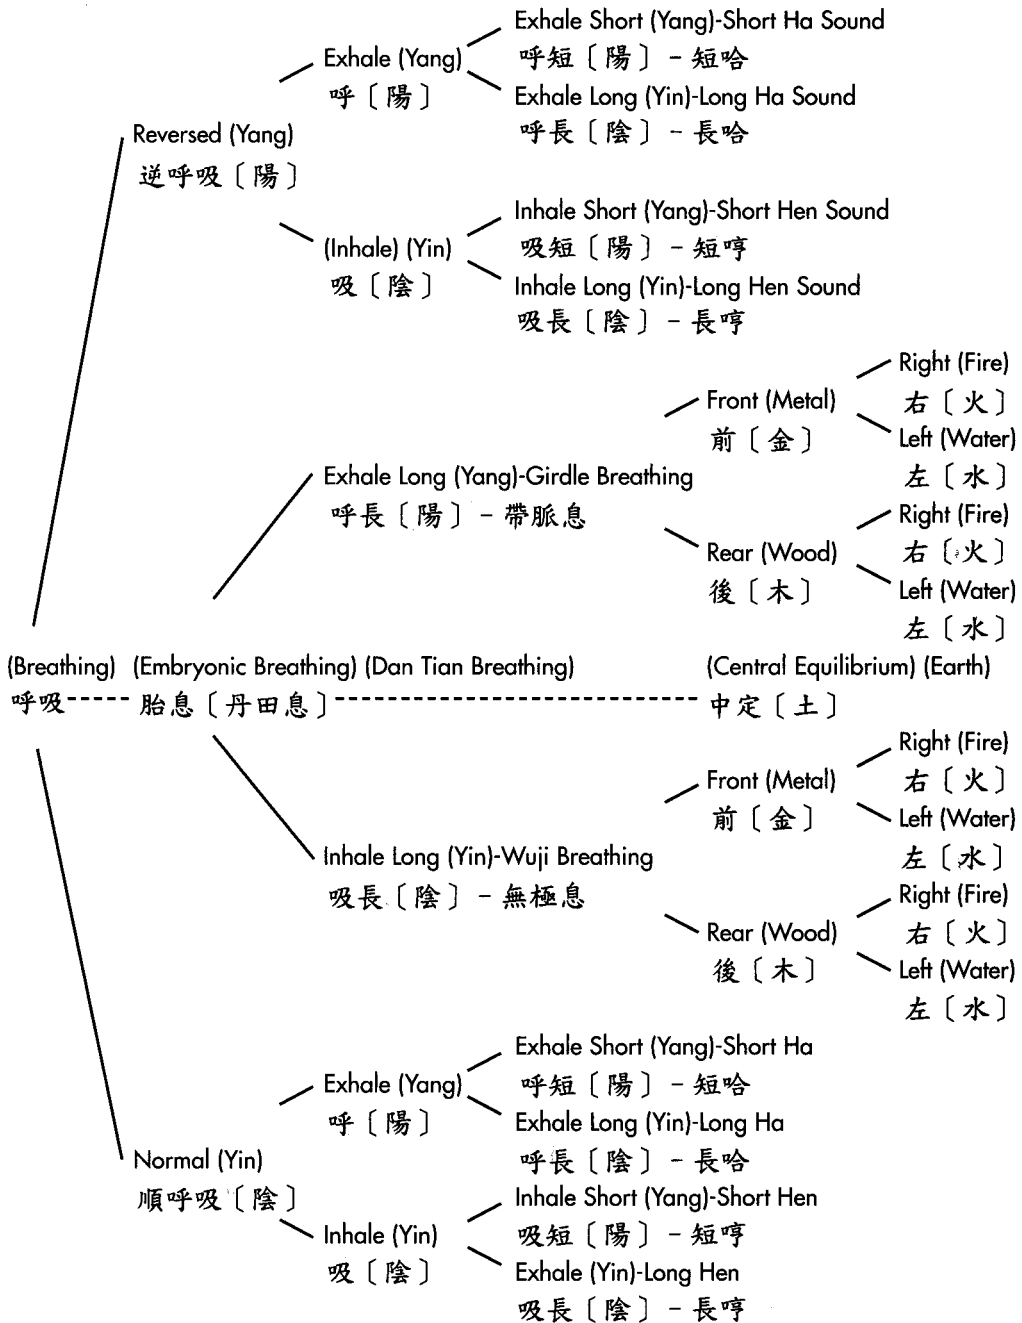 Exhale Short (Yang)-Short Ha Sound
Exhale (Yang)
呼短〔陽〕－短哈
呼〔陽〕
Exhale Long (Yin)-Long Ha Sound
呼長〔陰〕－長哈
Reversed (Yang)
逆呼吸〔陽〕
Inhale Short (Yang)-Short Hen Sound
(Inhale) (Yin)
吸短〔陽〕－短哼
吸〔陰〕
Inhale Long (Yin)-Long Hen Sound
吸長〔陰〕－長哼
Right (Fire)
Front (Metal)
右〔火〕
前〔金〕
Left (Water)
左〔水〕
Exhale Long (Yang)-Girdle Breathing
呼長〔陽〕－帶脈息
Right (Fire)
Rear (Wood)
右〔火〕
後〔木〕
Left (Water)
左〔水〕
(Breathing) (Embryonic Breathing) (Dan Tian Breathing) (Central Equilibrium) (Earth)
呼吸 胎息〔丹田息〕 中定〔土〕
Right (Fire)
Front (Metal)
右〔火〕
前〔金〕
Left (Water)
左〔水〕
Inhale Long (Yin)-Wuji Breathing
吸長〔陰〕－無極息
Right (Fire)
Rear (Wood)
右〔火〕
後〔木〕
Left (Water)
左〔水〕
Exhale Short (Yang)-Short Ha
Exhale (Yang)
呼短〔陽〕－短哈
呼〔陽〕
Exhale Long (Yin)-Long Ha
呼長〔陰〕－長哈
Normal (Yin)
順呼吸〔陰〕
Inhale Short (Yang)-Short Hen
Inhale (Yin)
吸短〔陽〕－短哼
吸〔陰〕
Exhale (Yin)-Long Hen
吸長〔陰〕－長哼